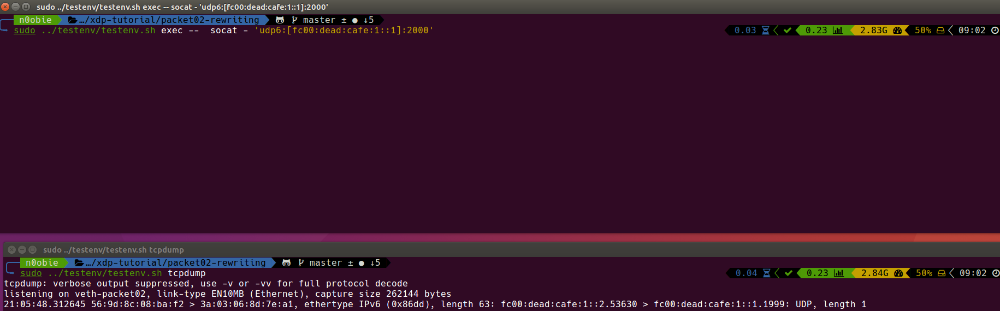 sudo ../testenv/testenv.sh exec -- socat - 'udp6:[fc00:dead:cafe:1::1]:2000'
n0obie …/xdp-tutorial/packet02-rewriting master ± ● ↓5
sudo ../testenv/testenv.sh exec --  socat - 'udp6:[fc00:dead:cafe:1::1]:2000' 0.03 ✔ 0.23 2.83G 50% 09:02
sudo ../testenv/testenv.sh tcpdump
n0obie …/xdp-tutorial/packet02-rewriting master ± ● ↓5
sudo ../testenv/testenv.sh tcpdump 0.04 ✔ 0.23 2.84G 50% 09:02
tcpdump: verbose output suppressed, use -v or -vv for full protocol decode
listening on veth-packet02, link-type EN10MB (Ethernet), capture size 262144 bytes
21:05:48.312645 56:9d:8c:08:ba:f2 > 3a:03:06:8d:7e:a1, ethertype IPv6 (0x86dd), length 63: fc00:dead:cafe:1::2.53630 > fc00:dead:cafe:1::1.1999: UDP, length 1